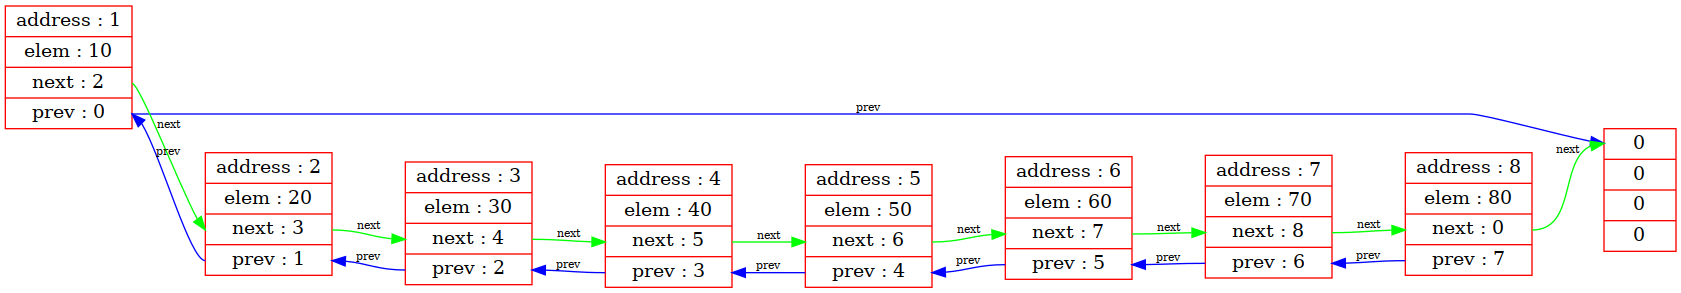 address : 1
elem : 10
next : 2
prev : 0
next
prev
prev
address : 2
elem : 20
next : 3
prev : 1
next
prev
address : 3
elem : 30
next : 4
prev : 2
next
prev
address : 4
elem : 40
next : 5
prev : 3
next
prev
address : 5
elem : 50
next : 6
prev : 4
next
prev
address : 6
elem : 60
next : 7
prev : 5
next
prev
address : 7
elem : 70
next : 8
prev : 6
next
prev
address : 8
elem : 80
next : 0
prev : 7
next
0
0
0
0